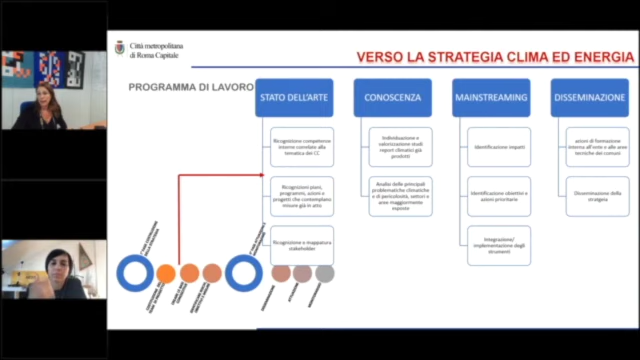 Città metropolitana
di Roma Capitale
VERSO LA STRATEGIA CLIMA ED ENERGIA
PROGRAMMA DI LAVORO
STATO DELL'ARTE
Ricognizione competenze
interne correlate alla
tematica dei CC
Ricognizioni piani,
programmi, azioni e
progetti che contemplano
misure già in atto
Ricognizione e mappatura
stakeholder
CONOSCENZA
Individuazione e
valorizzazione studi
report climatici già
prodotti
Analisi delle principali
problematiche climatiche
e di pericolosità, settori e
aree maggiormente
esposte
MAINSTREAMING
Identificazione impatti
Identificazione obiettivi e
azioni prioritarie
Integrazione/
implementazione degli
strumenti
DISSEMINAZIONE
azioni di formazione
interna all'ente e alle aree
tecniche dei comuni
Disseminazione della
strategia